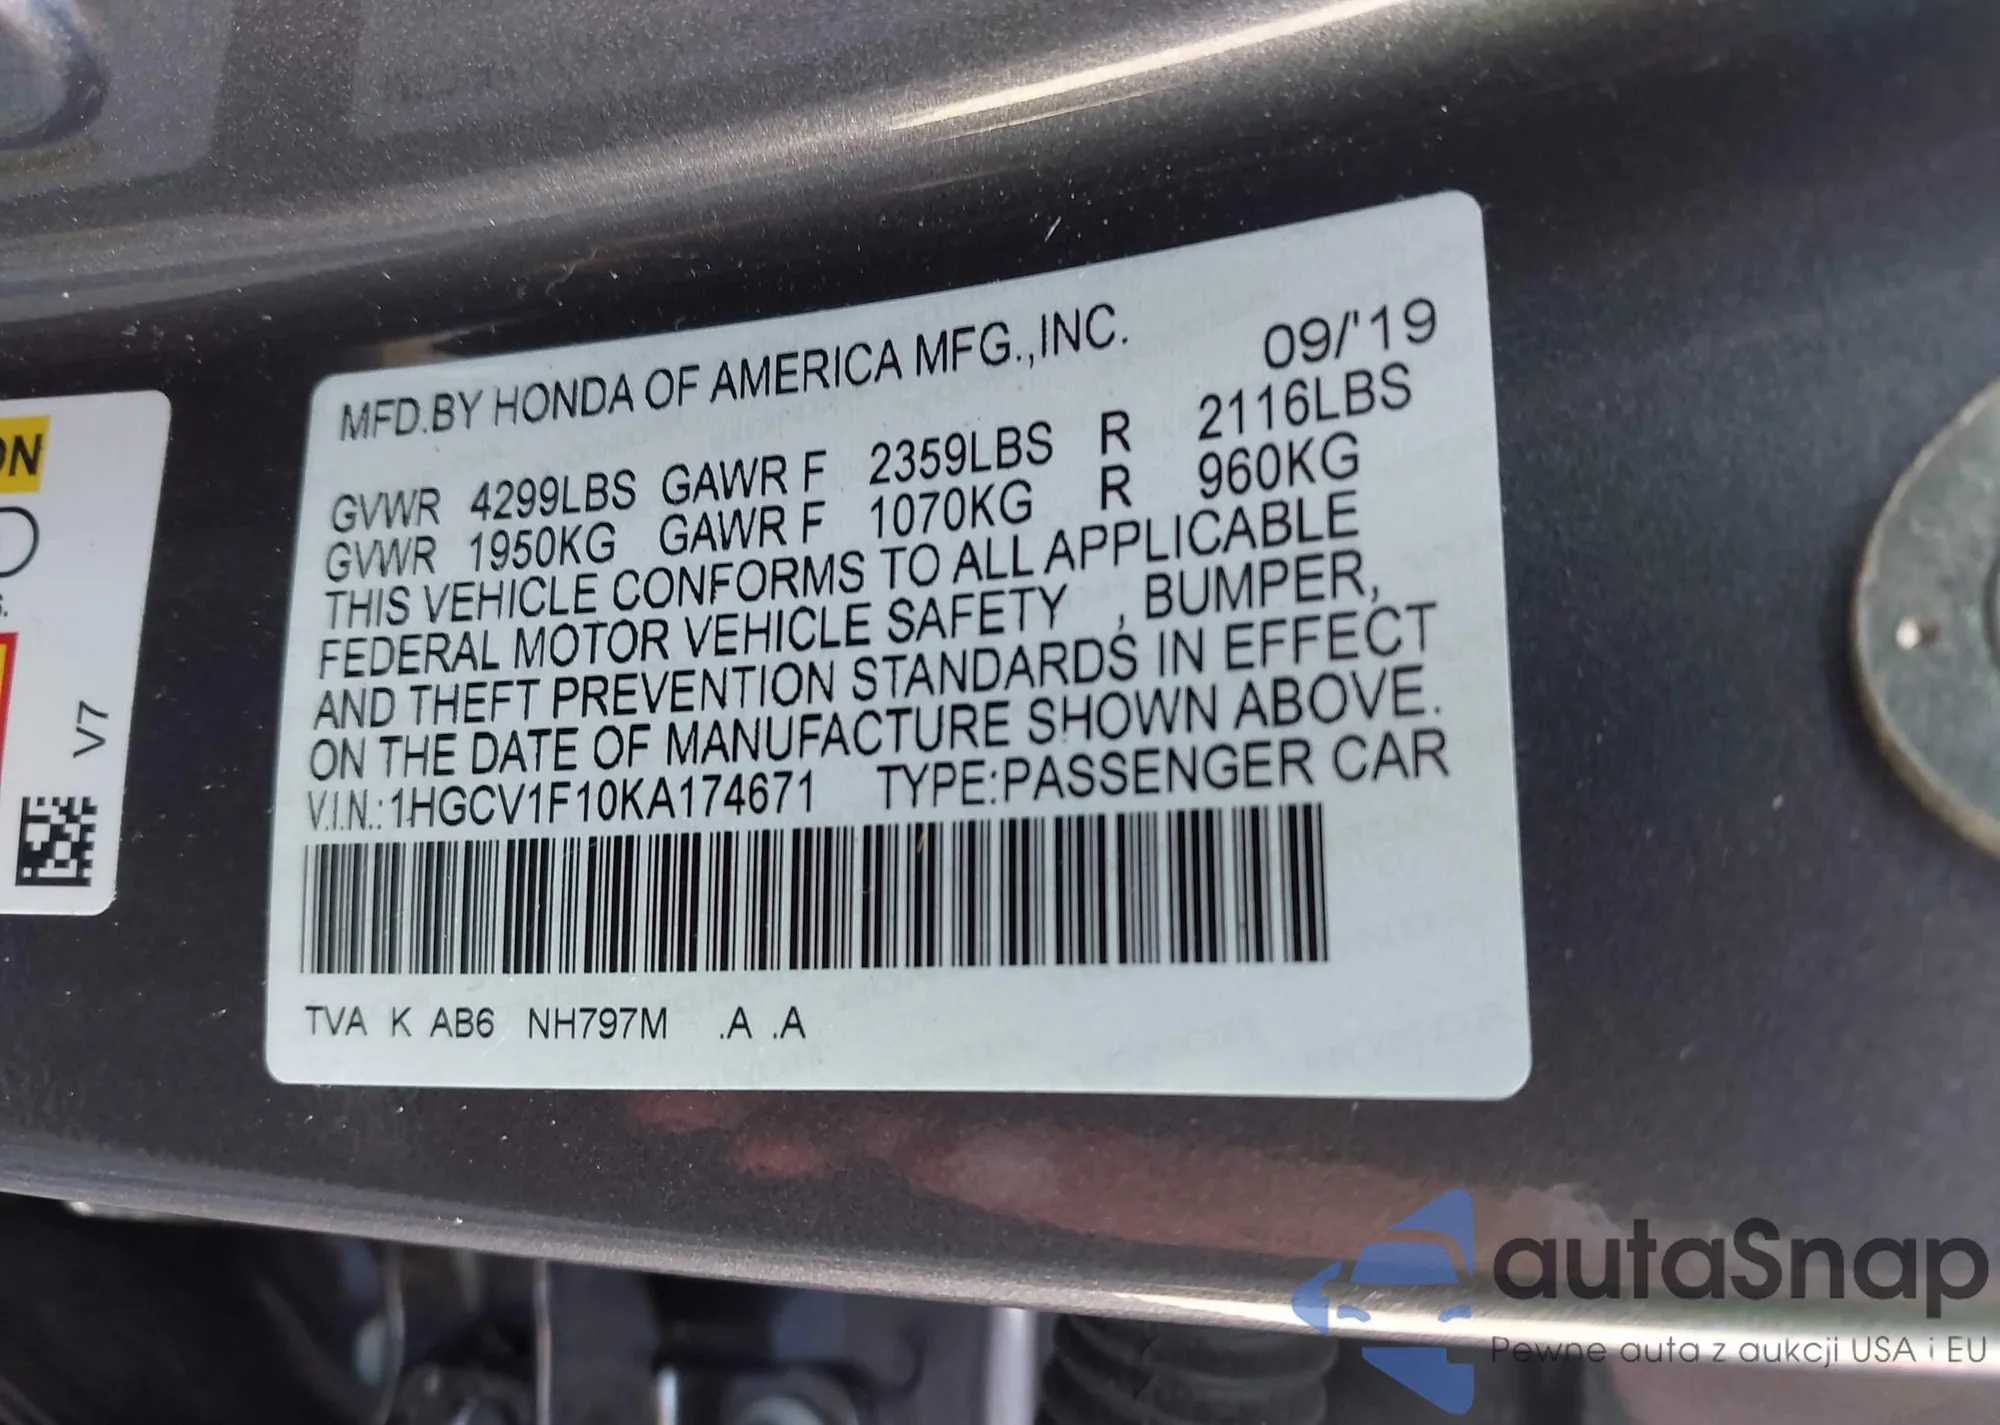 MFD.BY HONDA OF AMERICA MFG.,INC. 09/'19
GVWR 4299LBS GAWR F 2359LBS R 2116LBS
GVWR 1950KG GAWR F 1070KG R 960KG
THIS VEHICLE CONFORMS TO ALL APPLICABLE
FEDERAL MOTOR VEHICLE SAFETY , BUMPER,
AND THEFT PREVENTION STANDARDS IN EFFECT
ON THE DATE OF MANUFACTURE SHOWN ABOVE.
V.I.N.: 1HGCV1F10KA174671 TYPE:PASSENGER CAR
TVA K AB6 NH797M .A .A
V7
autaSnap
Pewne auta z aukcji USA i EU